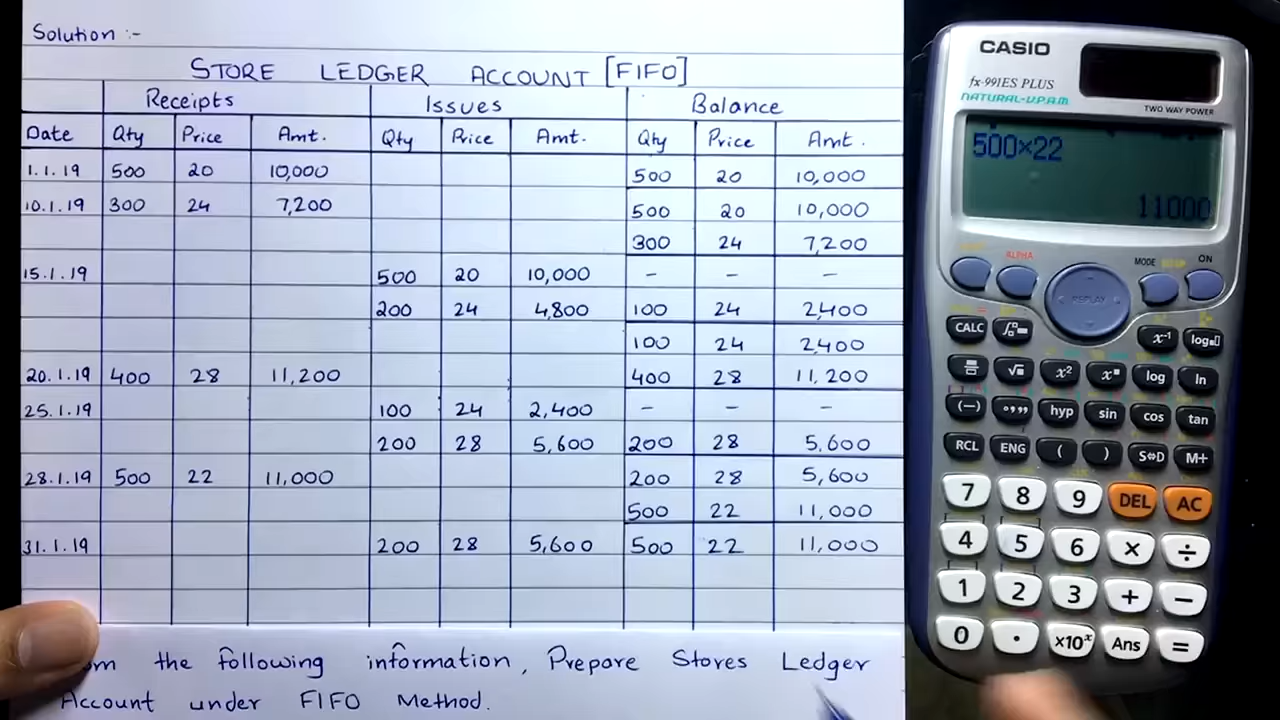 Solution :-
STORE LEDGER ACCOUNT [FIFO]
Receipts Issues Balance
Date Qty Price Amt. Qty Price Amt. Qty Price Amt.
1.1.19 500 20 10,000 500 20 10,000
10.1.19 300 24 7,200 500 20 10,000
300 24 7,200
15.1.19 500 20 10,000 - - -
200 24 4,800 100 24 2,400
100 24 2,400
20.1.19 400 28 11,200 400 28 11,200
25.1.19 100 24 2,400 - - -
200 28 5,600 200 28 5,600
28.1.19 500 22 11,000 200 28 5,600
500 22 11,000
31.1.19 200 28 5,600 500 22 11,000
the following information, Prepare Stores Ledger
Account under FIFO Method.
CASIO
fx-991ES PLUS
NATURAL-V.P.A.M.
TWO WAY POWER
500×22
11000
ALPHA MODE ON
REPLAY
CALC x⁻¹ log
x² log ln
(−) hyp sin cos tan
RCL ENG ( ) S⇔D M+
7 8 9 DEL AC
4 5 6 × ÷
1 2 3 + −
0 . ×10ˣ Ans =